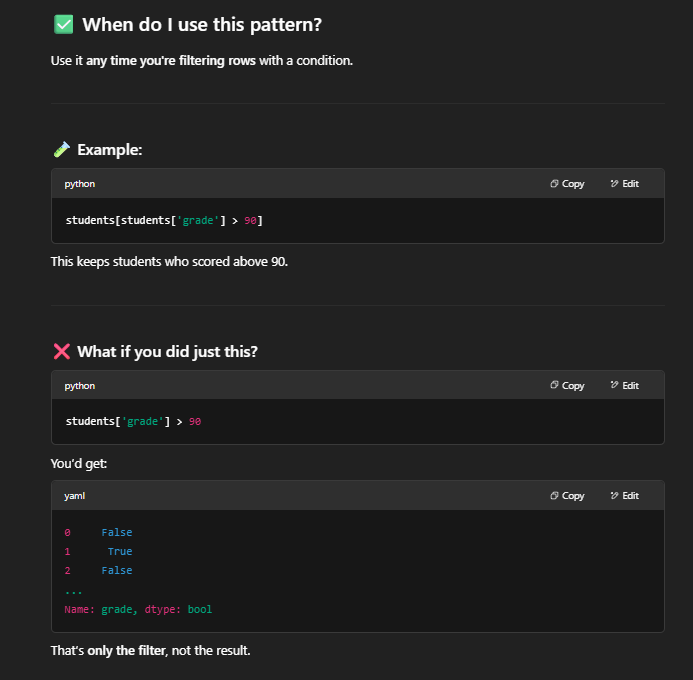 ✅ When do I use this pattern?
Use it any time you're filtering rows with a condition.
🧪 Example:
python Copy Edit
students[students['grade'] > 90]
This keeps students who scored above 90.
❌ What if you did just this?
python Copy Edit
students['grade'] > 90
You'd get:
yaml Copy Edit
0 False
1 True
2 False
...
Name: grade, dtype: bool
That's only the filter, not the result.